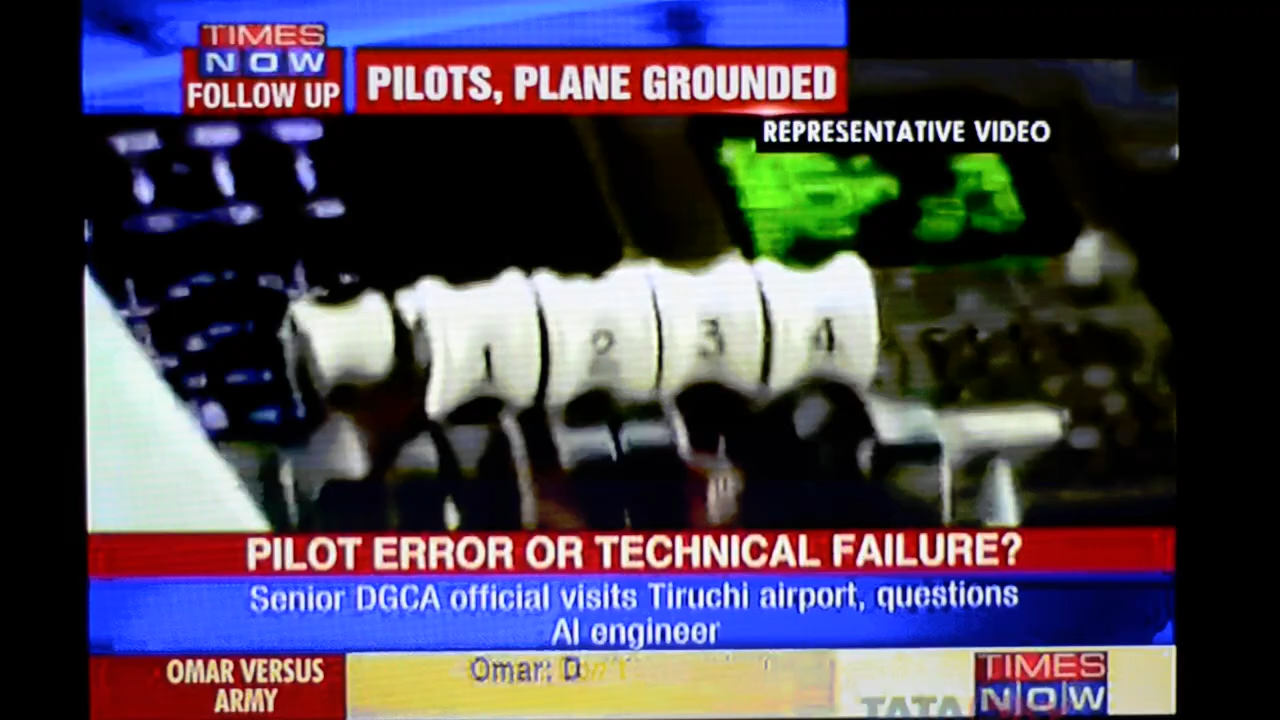 TIMES
NOW
FOLLOW UP
PILOTS, PLANE GROUNDED
REPRESENTATIVE VIDEO
1 2 3 4
PILOT ERROR OR TECHNICAL FAILURE?
Senior DGCA official visits Tiruchi airport, questions
AI engineer
OMAR VERSUS
ARMY
Omar: D
TATA
TIMES
NOW